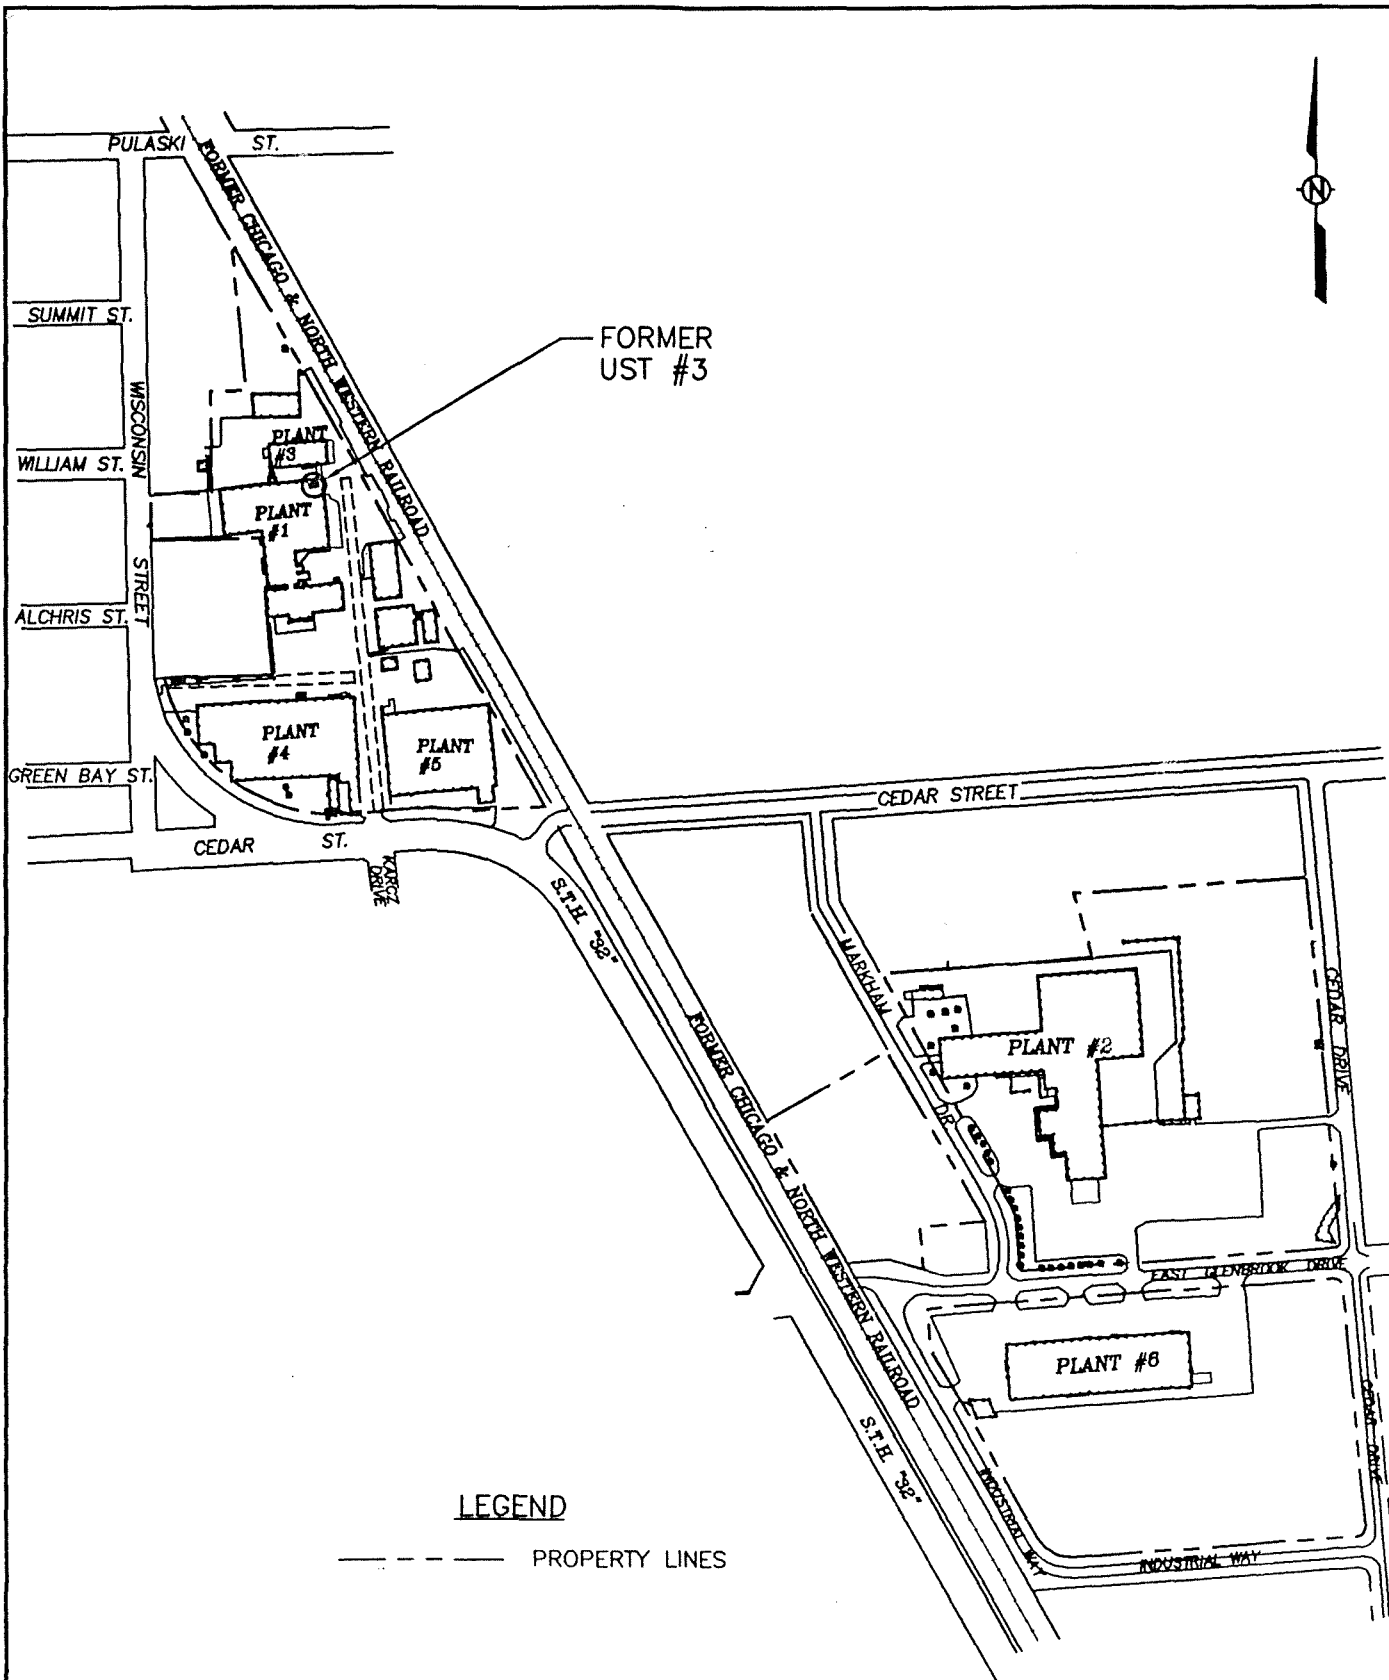 PULASKI ST.
FORMER CHICAGO & NORTH WESTERN RAILROAD
N
SUMMIT ST.
FORMER
UST #3
WISCONSIN STREET
PLANT
#3
WILLIAM ST.
PLANT
#1
ALCHRIS ST.
PLANT
#4
PLANT
#5
GREEN BAY ST.
CEDAR STREET
CEDAR ST.
KARCZ
DRIVE
S.T.H. "32"
MARKHAM DR.
CEDAR DRIVE
PLANT #2
FORMER CHICAGO & NORTH WESTERN RAILROAD
EAST GLENBROOK DRIVE
PLANT #6
CEDAR DRIVE
S.T.H. "32"
INDUSTRIAL WAY
INDUSTRIAL WAY
LEGEND
PROPERTY LINES